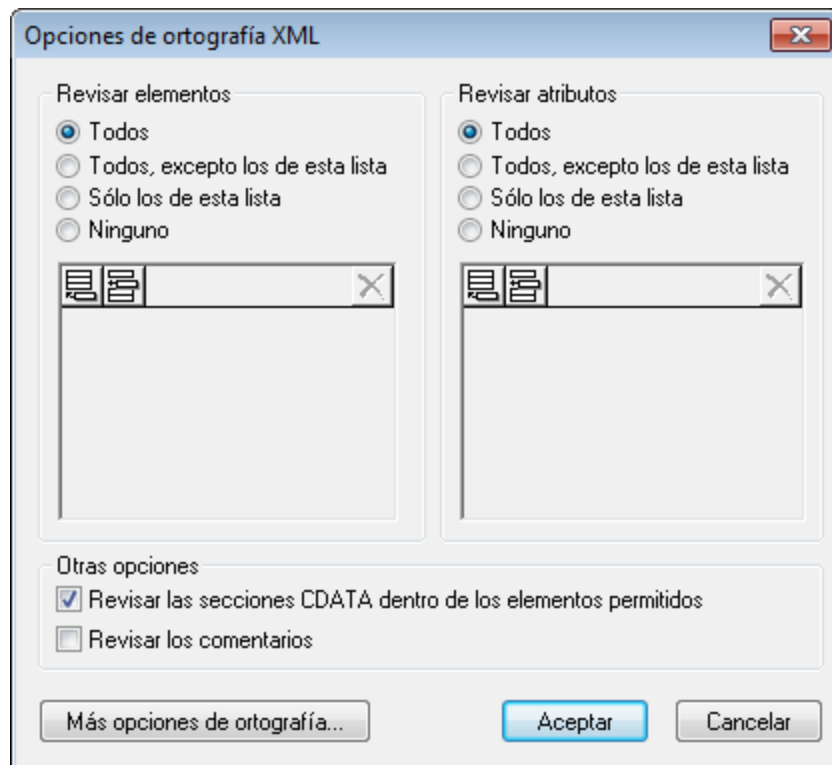 Opciones de ortografía XML
Revisar elementos
Todos
Todos, excepto los de esta lista
Sólo los de esta lista
Ninguno
Revisar atributos
Todos
Todos, excepto los de esta lista
Sólo los de esta lista
Ninguno
Otras opciones
Revisar las secciones CDATA dentro de los elementos permitidos
Revisar los comentarios
Más opciones de ortografía...
Aceptar
Cancelar